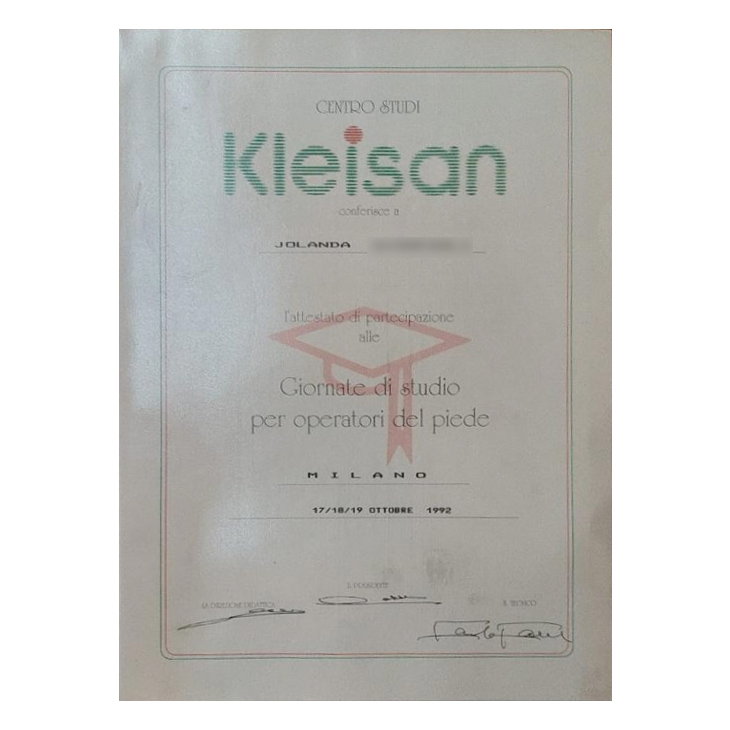 CENTRO STUDI
Kleisan
conferisce a
JOLANDA
l'attestato di partecipazione
alle
Giornate di studio
per operatori del piede
MILANO
17/18/19 OTTOBRE 1992
IL PRESIDENTE
LA DIREZIONE DIDATTICA
IL TECNICO